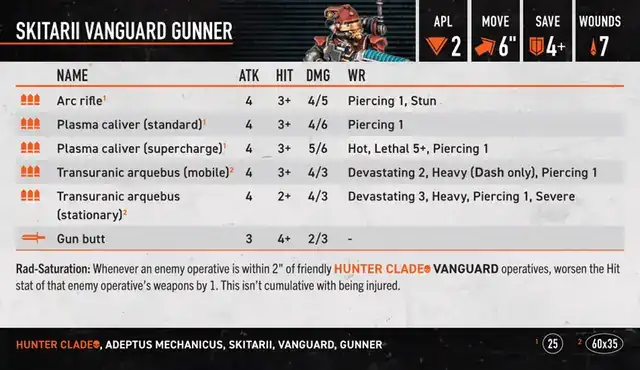 SKITARII VANGUARD GUNNER
APL MOVE SAVE WOUNDS
2 6" 4+ 7
NAME ATK HIT DMG WR
Arc rifle¹ 4 3+ 4/5 Piercing 1, Stun
Plasma caliver (standard)¹ 4 3+ 4/6 Piercing 1
Plasma caliver (supercharge)¹ 4 3+ 5/6 Hot, Lethal 5+, Piercing 1
Transuranic arquebus (mobile)² 4 3+ 4/3 Devastating 2, Heavy (Dash only), Piercing 1
Transuranic arquebus 4 2+ 4/3 Devastating 3, Heavy, Piercing 1, Severe
(stationary)²
Gun butt 3 4+ 2/3 -
Rad-Saturation: Whenever an enemy operative is within 2" of friendly HUNTER CLADE VANGUARD operatives, worsen the Hit
stat of that enemy operative's weapons by 1. This isn't cumulative with being injured.
HUNTER CLADE, ADEPTUS MECHANICUS, SKITARII, VANGUARD, GUNNER ¹ 25 ² 60x35